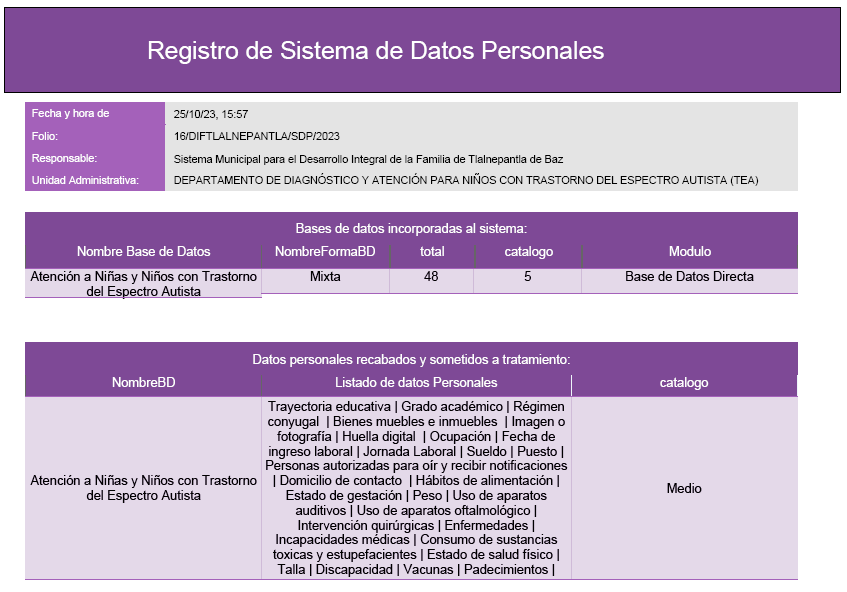 Registro de Sistema de Datos Personales
Fecha y hora de 25/10/23, 15:57
Folio: 16/DIFTLALNEPANTLA/SDP/2023
Responsable: Sistema Municipal para el Desarrollo Integral de la Familia de Tlalnepantla de Baz
Unidad Administrativa: DEPARTAMENTO DE DIAGNÓSTICO Y ATENCIÓN PARA NIÑOS CON TRASTORNO DEL ESPECTRO AUTISTA (TEA)
Bases de datos incorporadas al sistema:
Nombre Base de Datos NombreFormaBD total catalogo Modulo
Atención a Niñas y Niños con Trastorno Mixta 48 5 Base de Datos Directa
del Espectro Autista
Datos personales recabados y sometidos a tratamiento:
NombreBD Listado de datos Personales catalogo
Trayectoria educativa | Grado académico | Régimen
conyugal | Bienes muebles e inmuebles | Imagen o
fotografía | Huella digital | Ocupación | Fecha de
ingreso laboral | Jornada Laboral | Sueldo | Puesto |
Personas autorizadas para oír y recibir notificaciones
Atención a Niñas y Niños con Trastorno | Domicilio de contacto | Hábitos de alimentación |
del Espectro Autista Estado de gestación | Peso | Uso de aparatos Medio
auditivos | Uso de aparatos oftalmológico |
Intervención quirúrgicas | Enfermedades |
Incapacidades médicas | Consumo de sustancias
toxicas y estupefacientes | Estado de salud físico |
Talla | Discapacidad | Vacunas | Padecimientos |